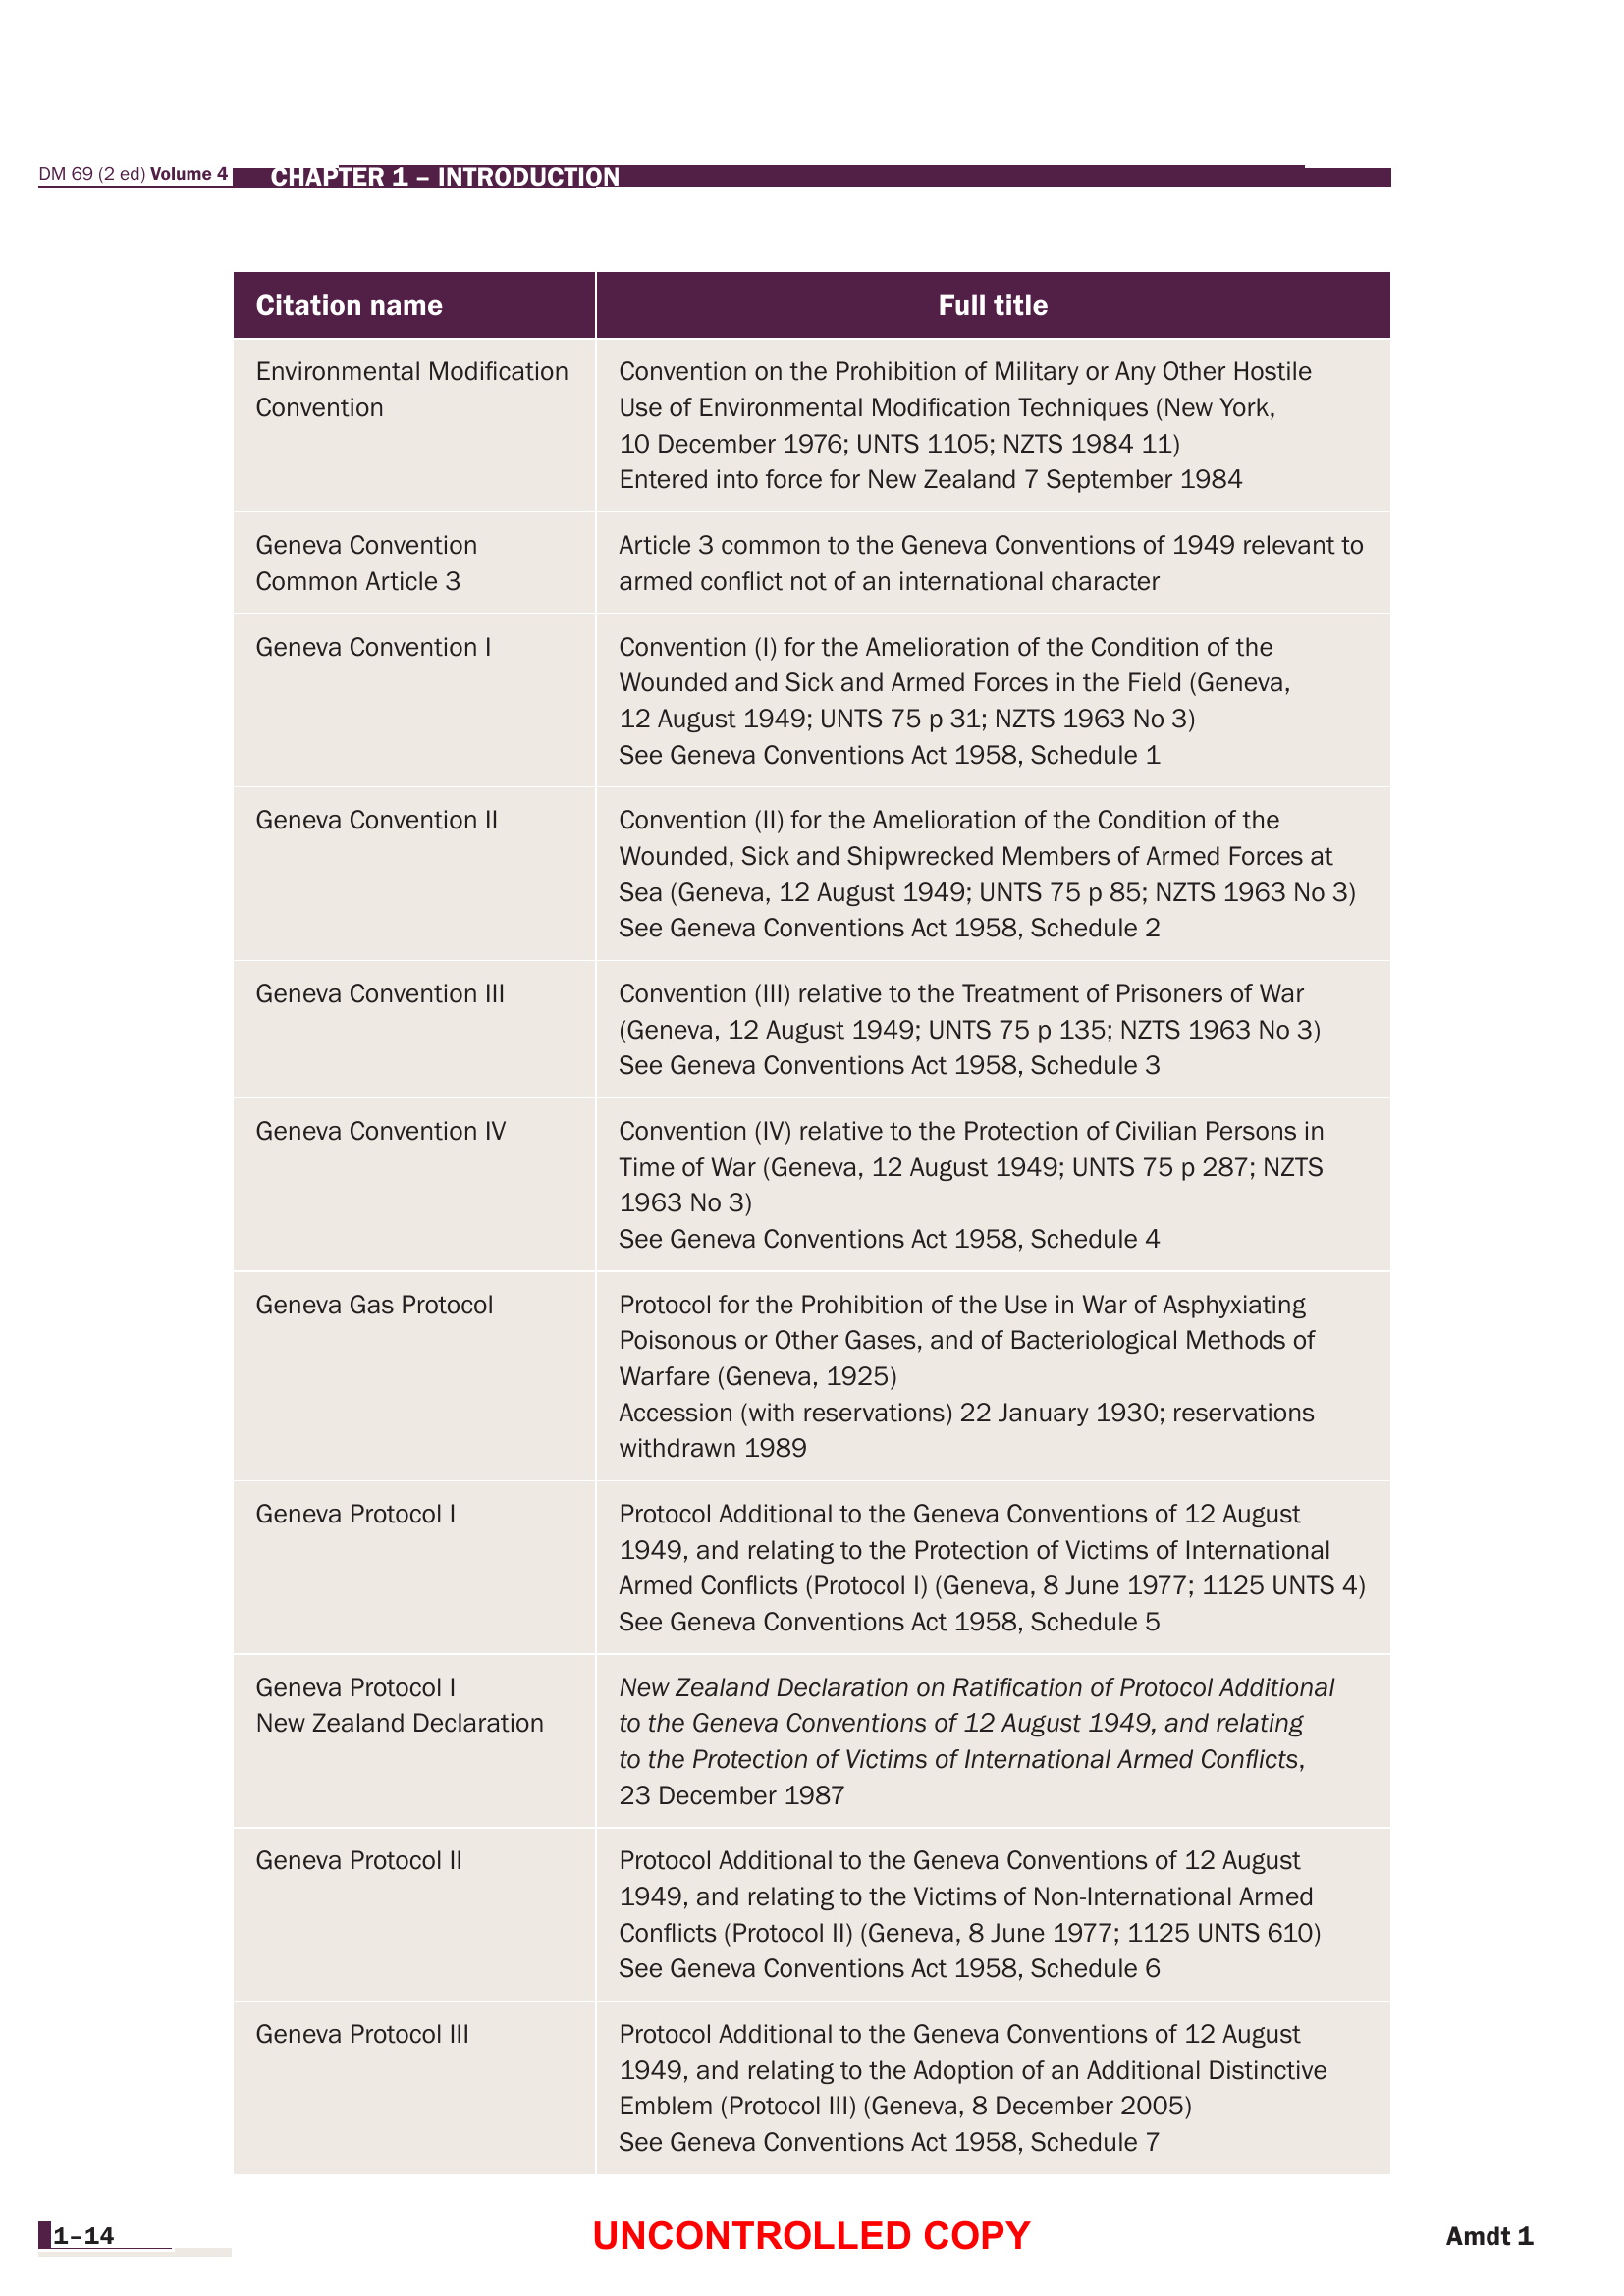 DM 69 (2 ed) Volume 4
CHAPTER 1 – INTRODUCTION
Citation name
Full title
Environmental Modification
Convention
Convention on the Prohibition of Military or Any Other Hostile
Use of Environmental Modification Techniques (New York,
10 December 1976; UNTS 1105; NZTS 1984 11)
Entered into force for New Zealand 7 September 1984
Geneva Convention
Common Article 3
Article 3 common to the Geneva Conventions of 1949 relevant to
armed conflict not of an international character
Geneva Convention I
Convention (I) for the Amelioration of the Condition of the
Wounded and Sick and Armed Forces in the Field (Geneva,
12 August 1949; UNTS 75 p 31; NZTS 1963 No 3)
See Geneva Conventions Act 1958, Schedule 1
Geneva Convention II
Convention (II) for the Amelioration of the Condition of the
Wounded, Sick and Shipwrecked Members of Armed Forces at
Sea (Geneva, 12 August 1949; UNTS 75 p 85; NZTS 1963 No 3)
See Geneva Conventions Act 1958, Schedule 2
Geneva Convention III
Convention (III) relative to the Treatment of Prisoners of War
(Geneva, 12 August 1949; UNTS 75 p 135; NZTS 1963 No 3)
See Geneva Conventions Act 1958, Schedule 3
Geneva Convention IV
Convention (IV) relative to the Protection of Civilian Persons in
Time of War (Geneva, 12 August 1949; UNTS 75 p 287; NZTS
1963 No 3)
See Geneva Conventions Act 1958, Schedule 4
Geneva Gas Protocol
Protocol for the Prohibition of the Use in War of Asphyxiating
Poisonous or Other Gases, and of Bacteriological Methods of
Warfare (Geneva, 1925)
Accession (with reservations) 22 January 1930; reservations
withdrawn 1989
Geneva Protocol I
Protocol Additional to the Geneva Conventions of 12 August
1949, and relating to the Protection of Victims of International
Armed Conflicts (Protocol I) (Geneva, 8 June 1977; 1125 UNTS 4)
See Geneva Conventions Act 1958, Schedule 5
Geneva Protocol I
New Zealand Declaration
New Zealand Declaration on Ratification of Protocol Additional
to the Geneva Conventions of 12 August 1949, and relating
to the Protection of Victims of International Armed Conflicts,
23 December 1987
Geneva Protocol II
Protocol Additional to the Geneva Conventions of 12 August
1949, and relating to the Victims of Non-International Armed
Conflicts (Protocol II) (Geneva, 8 June 1977; 1125 UNTS 610)
See Geneva Conventions Act 1958, Schedule 6
Geneva Protocol III
Protocol Additional to the Geneva Conventions of 12 August
1949, and relating to the Adoption of an Additional Distinctive
Emblem (Protocol III) (Geneva, 8 December 2005)
See Geneva Conventions Act 1958, Schedule 7
1–14
UNCONTROLLED COPY
Amdt 1